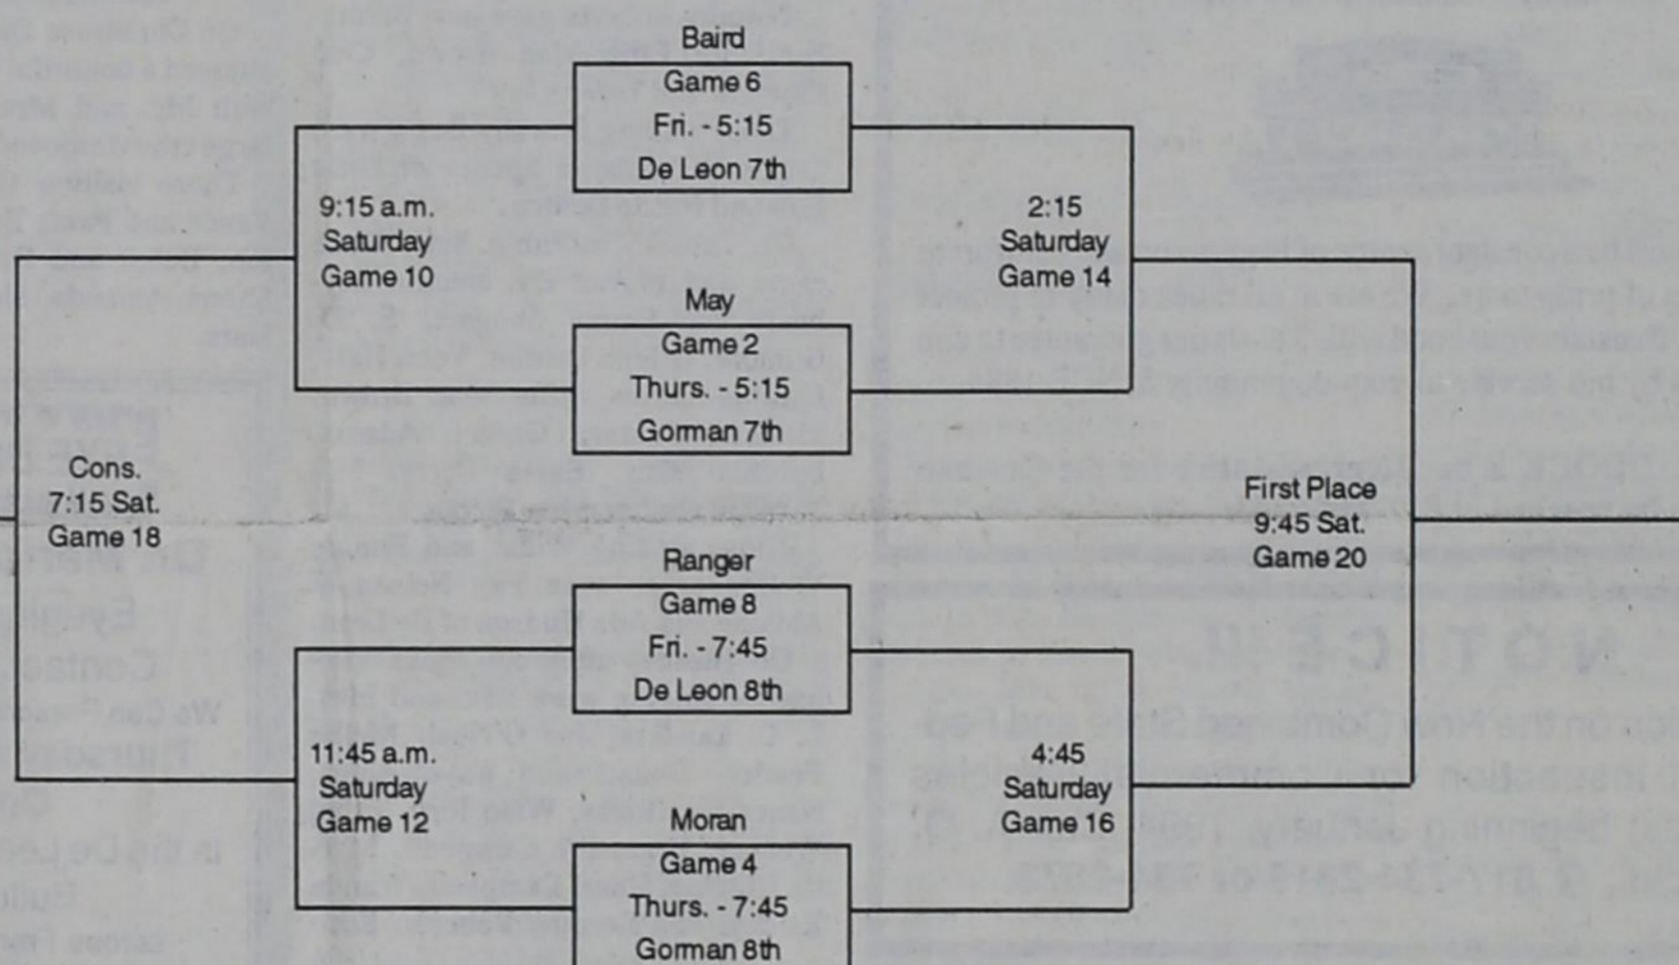 Baird
Game 6
Fri. - 5:15
De Leon 7th
9:15 a.m.
Saturday
Game 10
2:15
Saturday
Game 14
May
Game 2
Thurs. - 5:15
Gorman 7th
Cons.
7:15 Sat.
Game 18
First Place
9:45 Sat.
Game 20
Ranger
Game 8
Fri. - 7:45
De Leon 8th
11:45 a.m.
Saturday
Game 12
4:45
Saturday
Game 16
Moran
Game 4
Thurs. - 7:45
Gorman 8th